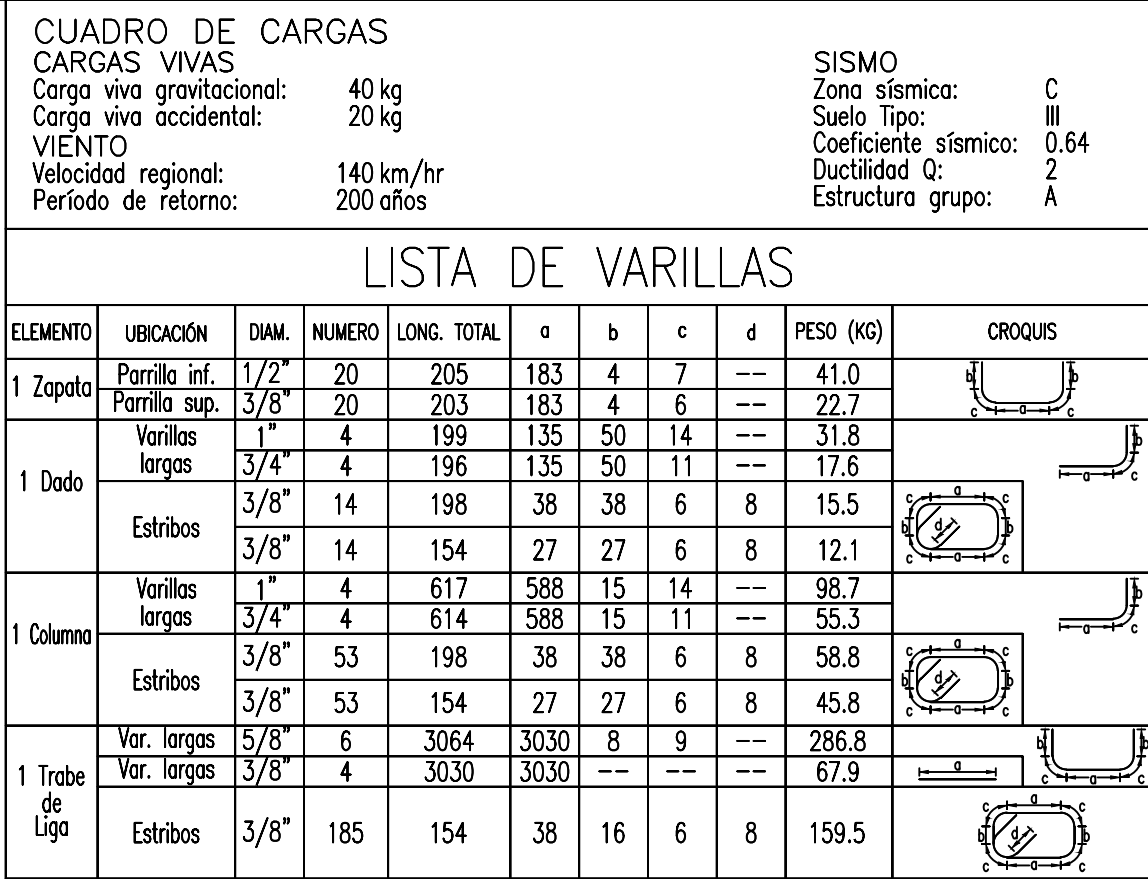 CUADRO DE CARGAS
CARGAS VIVAS
Carga viva gravitacional: 40 kg
Carga viva accidental: 20 kg
VIENTO
Velocidad regional: 140 km/hr
Período de retorno: 200 años
SISMO
Zona sísmica: C
Suelo Tipo: III
Coeficiente sísmico: 0.64
Ductilidad Q: 2
Estructura grupo: A
LISTA DE VARILLAS
ELEMENTO UBICACIÓN DIAM. NUMERO LONG. TOTAL a b c d PESO (KG) CROQUIS
1 Zapata
Parrilla inf. 1/2" 20 205 183 4 7 -- 41.0
Parrilla sup. 3/8" 20 203 183 4 6 -- 22.7
b b
c a c
1 Dado
Varillas largas
1" 4 199 135 50 14 -- 31.8
3/4" 4 196 135 50 11 -- 17.6
b
a c
Estribos
3/8" 14 198 38 38 6 8 15.5
3/8" 14 154 27 27 6 8 12.1
c a c
b d b
c a c
1 Columna
Varillas largas
1" 4 617 588 15 14 -- 98.7
3/4" 4 614 588 15 11 -- 55.3
b
a c
Estribos
3/8" 53 198 38 38 6 8 58.8
3/8" 53 154 27 27 6 8 45.8
c a c
b d b
c a c
1 Trabe
de
Liga
Var. largas 5/8" 6 3064 3030 8 9 -- 286.8
Var. largas 3/8" 4 3030 3030 -- -- -- 67.9
a
b b
c a c
Estribos 3/8" 185 154 38 16 6 8 159.5
c a c
b d b
c a c